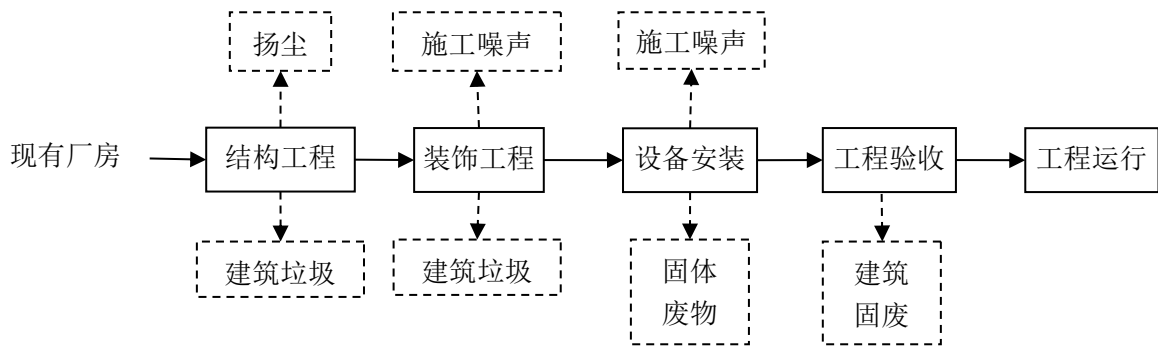 扬尘
施工噪声
施工噪声
现有厂房
结构工程
装饰工程
设备安装
工程验收
工程运行
建筑垃圾
建筑垃圾
固体
废物
建筑
固废